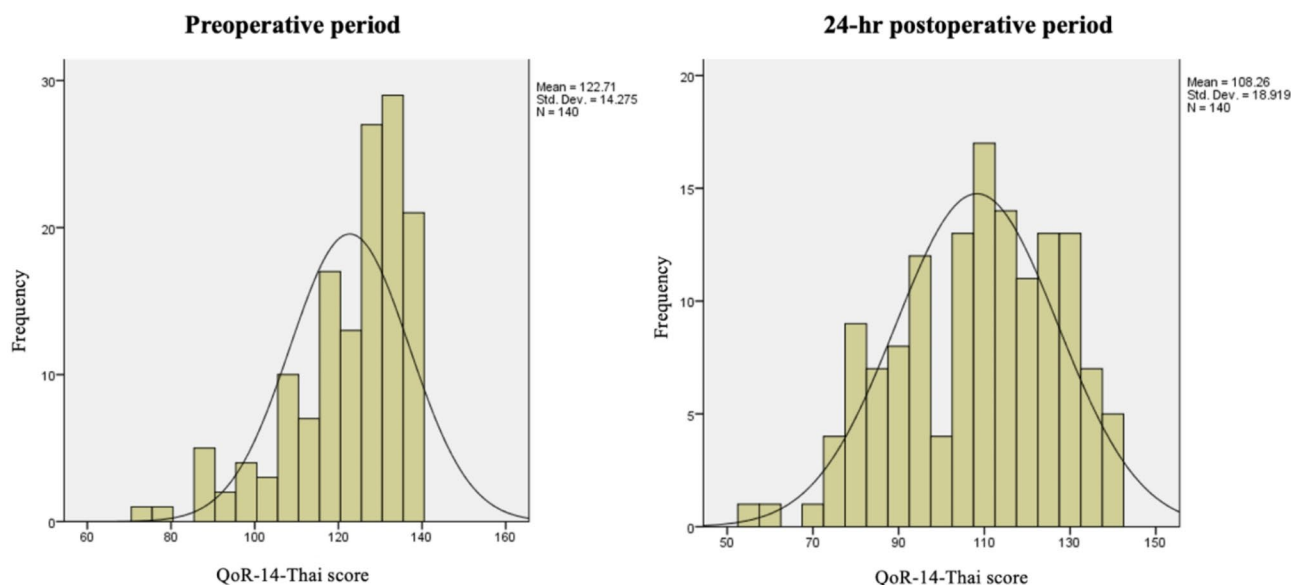 Preoperative period
30
20
10
0
Frequency
60 80 100 120 140 160
QoR-14-Thai score
Mean = 122.71
Std. Dev. = 14.275
N = 140
24-hr postoperative period
20
15
10
5
0
Frequency
50 70 90 110 130 150
QoR-14-Thai score
Mean = 108.26
Std. Dev. = 18.919
N = 140